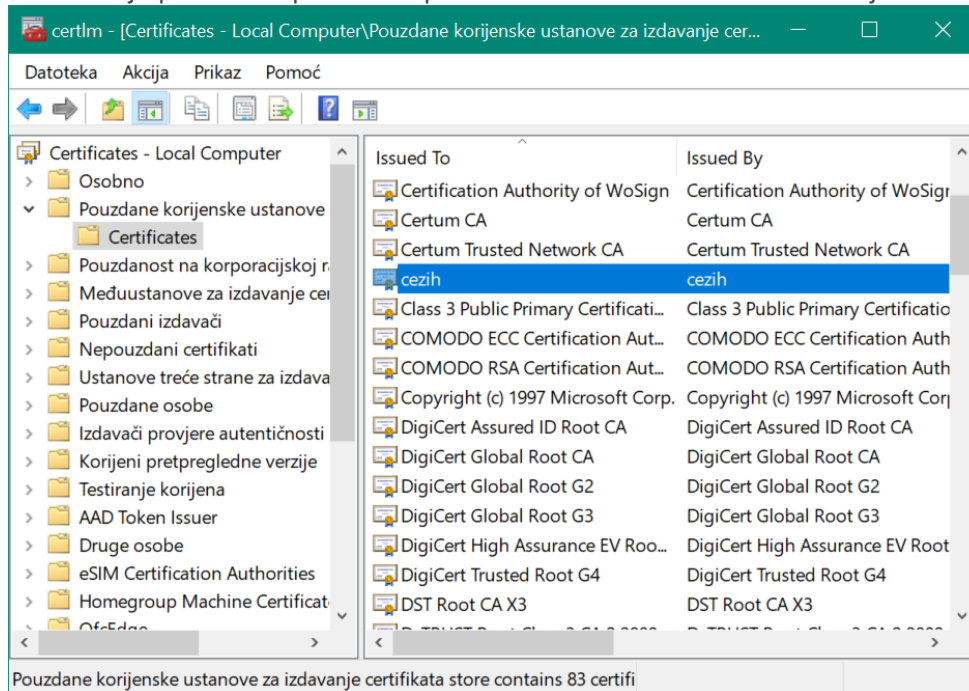 certlm - [Certificates - Local Computer\Pouzdane korijenske ustanove za izdavanje cer...
Datoteka Akcija Prikaz Pomoć
Certificates - Local Computer
Osobno
Pouzdane korijenske ustanove
Certificates
Pouzdanost na korporacijskoj r
Međuustanove za izdavanje cer
Pouzdani izdavači
Nepouzdani certifikati
Ustanove treće strane za izdava
Pouzdane osobe
Izdavači provjere autentičnosti
Korijeni pretpregledne verzije
Testiranje korijena
AAD Token Issuer
Druge osobe
eSIM Certification Authorities
Homegroup Machine Certificat
OfcEdge
Issued To Issued By
Certification Authority of WoSign Certification Authority of WoSign
Certum CA Certum CA
Certum Trusted Network CA Certum Trusted Network CA
cezih cezih
Class 3 Public Primary Certificati... Class 3 Public Primary Certificatio
COMODO ECC Certification Aut... COMODO ECC Certification Auth
COMODO RSA Certification Aut... COMODO RSA Certification Auth
Copyright (c) 1997 Microsoft Corp. Copyright (c) 1997 Microsoft Corp
DigiCert Assured ID Root CA DigiCert Assured ID Root CA
DigiCert Global Root CA DigiCert Global Root CA
DigiCert Global Root G2 DigiCert Global Root G2
DigiCert Global Root G3 DigiCert Global Root G3
DigiCert High Assurance EV Roo... DigiCert High Assurance EV Root
DigiCert Trusted Root G4 DigiCert Trusted Root G4
DST Root CA X3 DST Root CA X3
Pouzdane korijenske ustanove za izdavanje certifikata store contains 83 certifi